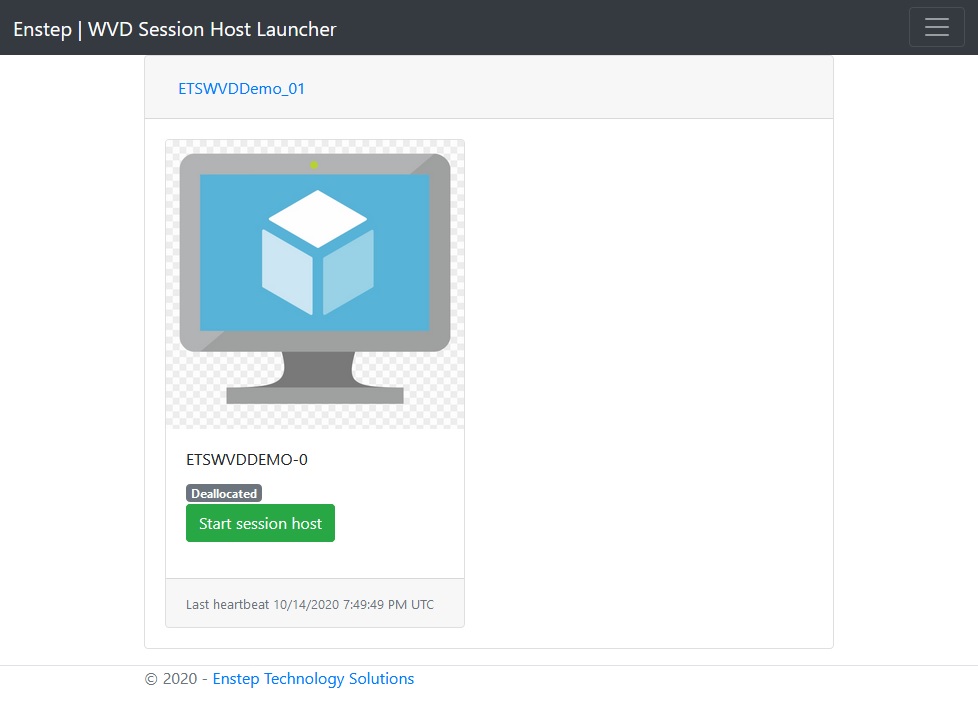 Enstep | WVD Session Host Launcher
ETSWVDDemo_01
ETSWVDDEMO-0
Deallocated
Start session host
Last heartbeat 10/14/2020 7:49:49 PM UTC
© 2020 - Enstep Technology Solutions